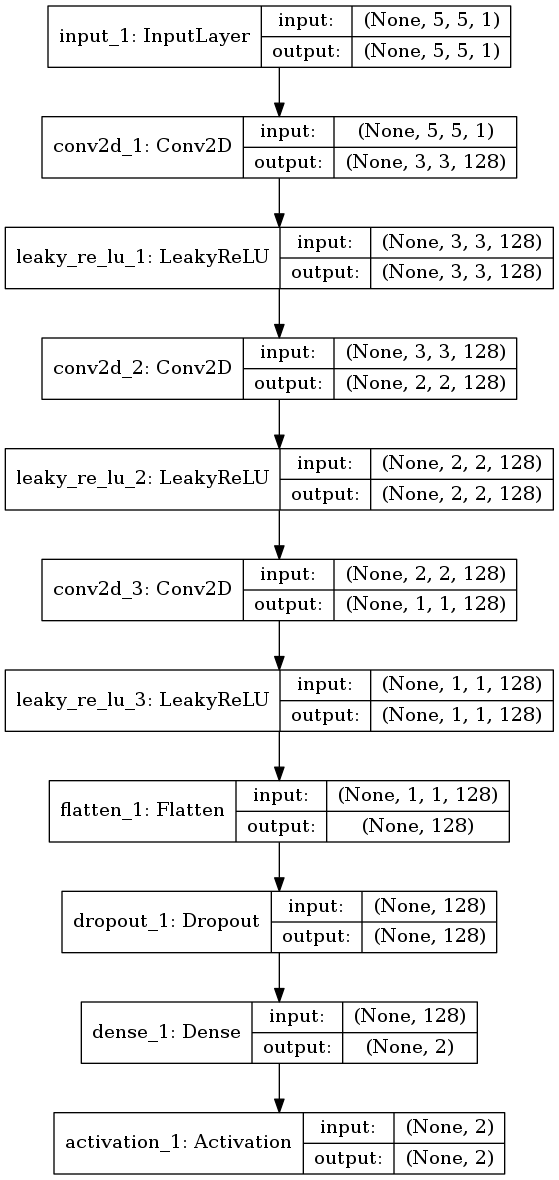 input_1: InputLayer
input: (None, 5, 5, 1)
output: (None, 5, 5, 1)
conv2d_1: Conv2D
input: (None, 5, 5, 1)
output: (None, 3, 3, 128)
leaky_re_lu_1: LeakyReLU
input: (None, 3, 3, 128)
output: (None, 3, 3, 128)
conv2d_2: Conv2D
input: (None, 3, 3, 128)
output: (None, 2, 2, 128)
leaky_re_lu_2: LeakyReLU
input: (None, 2, 2, 128)
output: (None, 2, 2, 128)
conv2d_3: Conv2D
input: (None, 2, 2, 128)
output: (None, 1, 1, 128)
leaky_re_lu_3: LeakyReLU
input: (None, 1, 1, 128)
output: (None, 1, 1, 128)
flatten_1: Flatten
input: (None, 1, 1, 128)
output: (None, 128)
dropout_1: Dropout
input: (None, 128)
output: (None, 128)
dense_1: Dense
input: (None, 128)
output: (None, 2)
activation_1: Activation
input: (None, 2)
output: (None, 2)